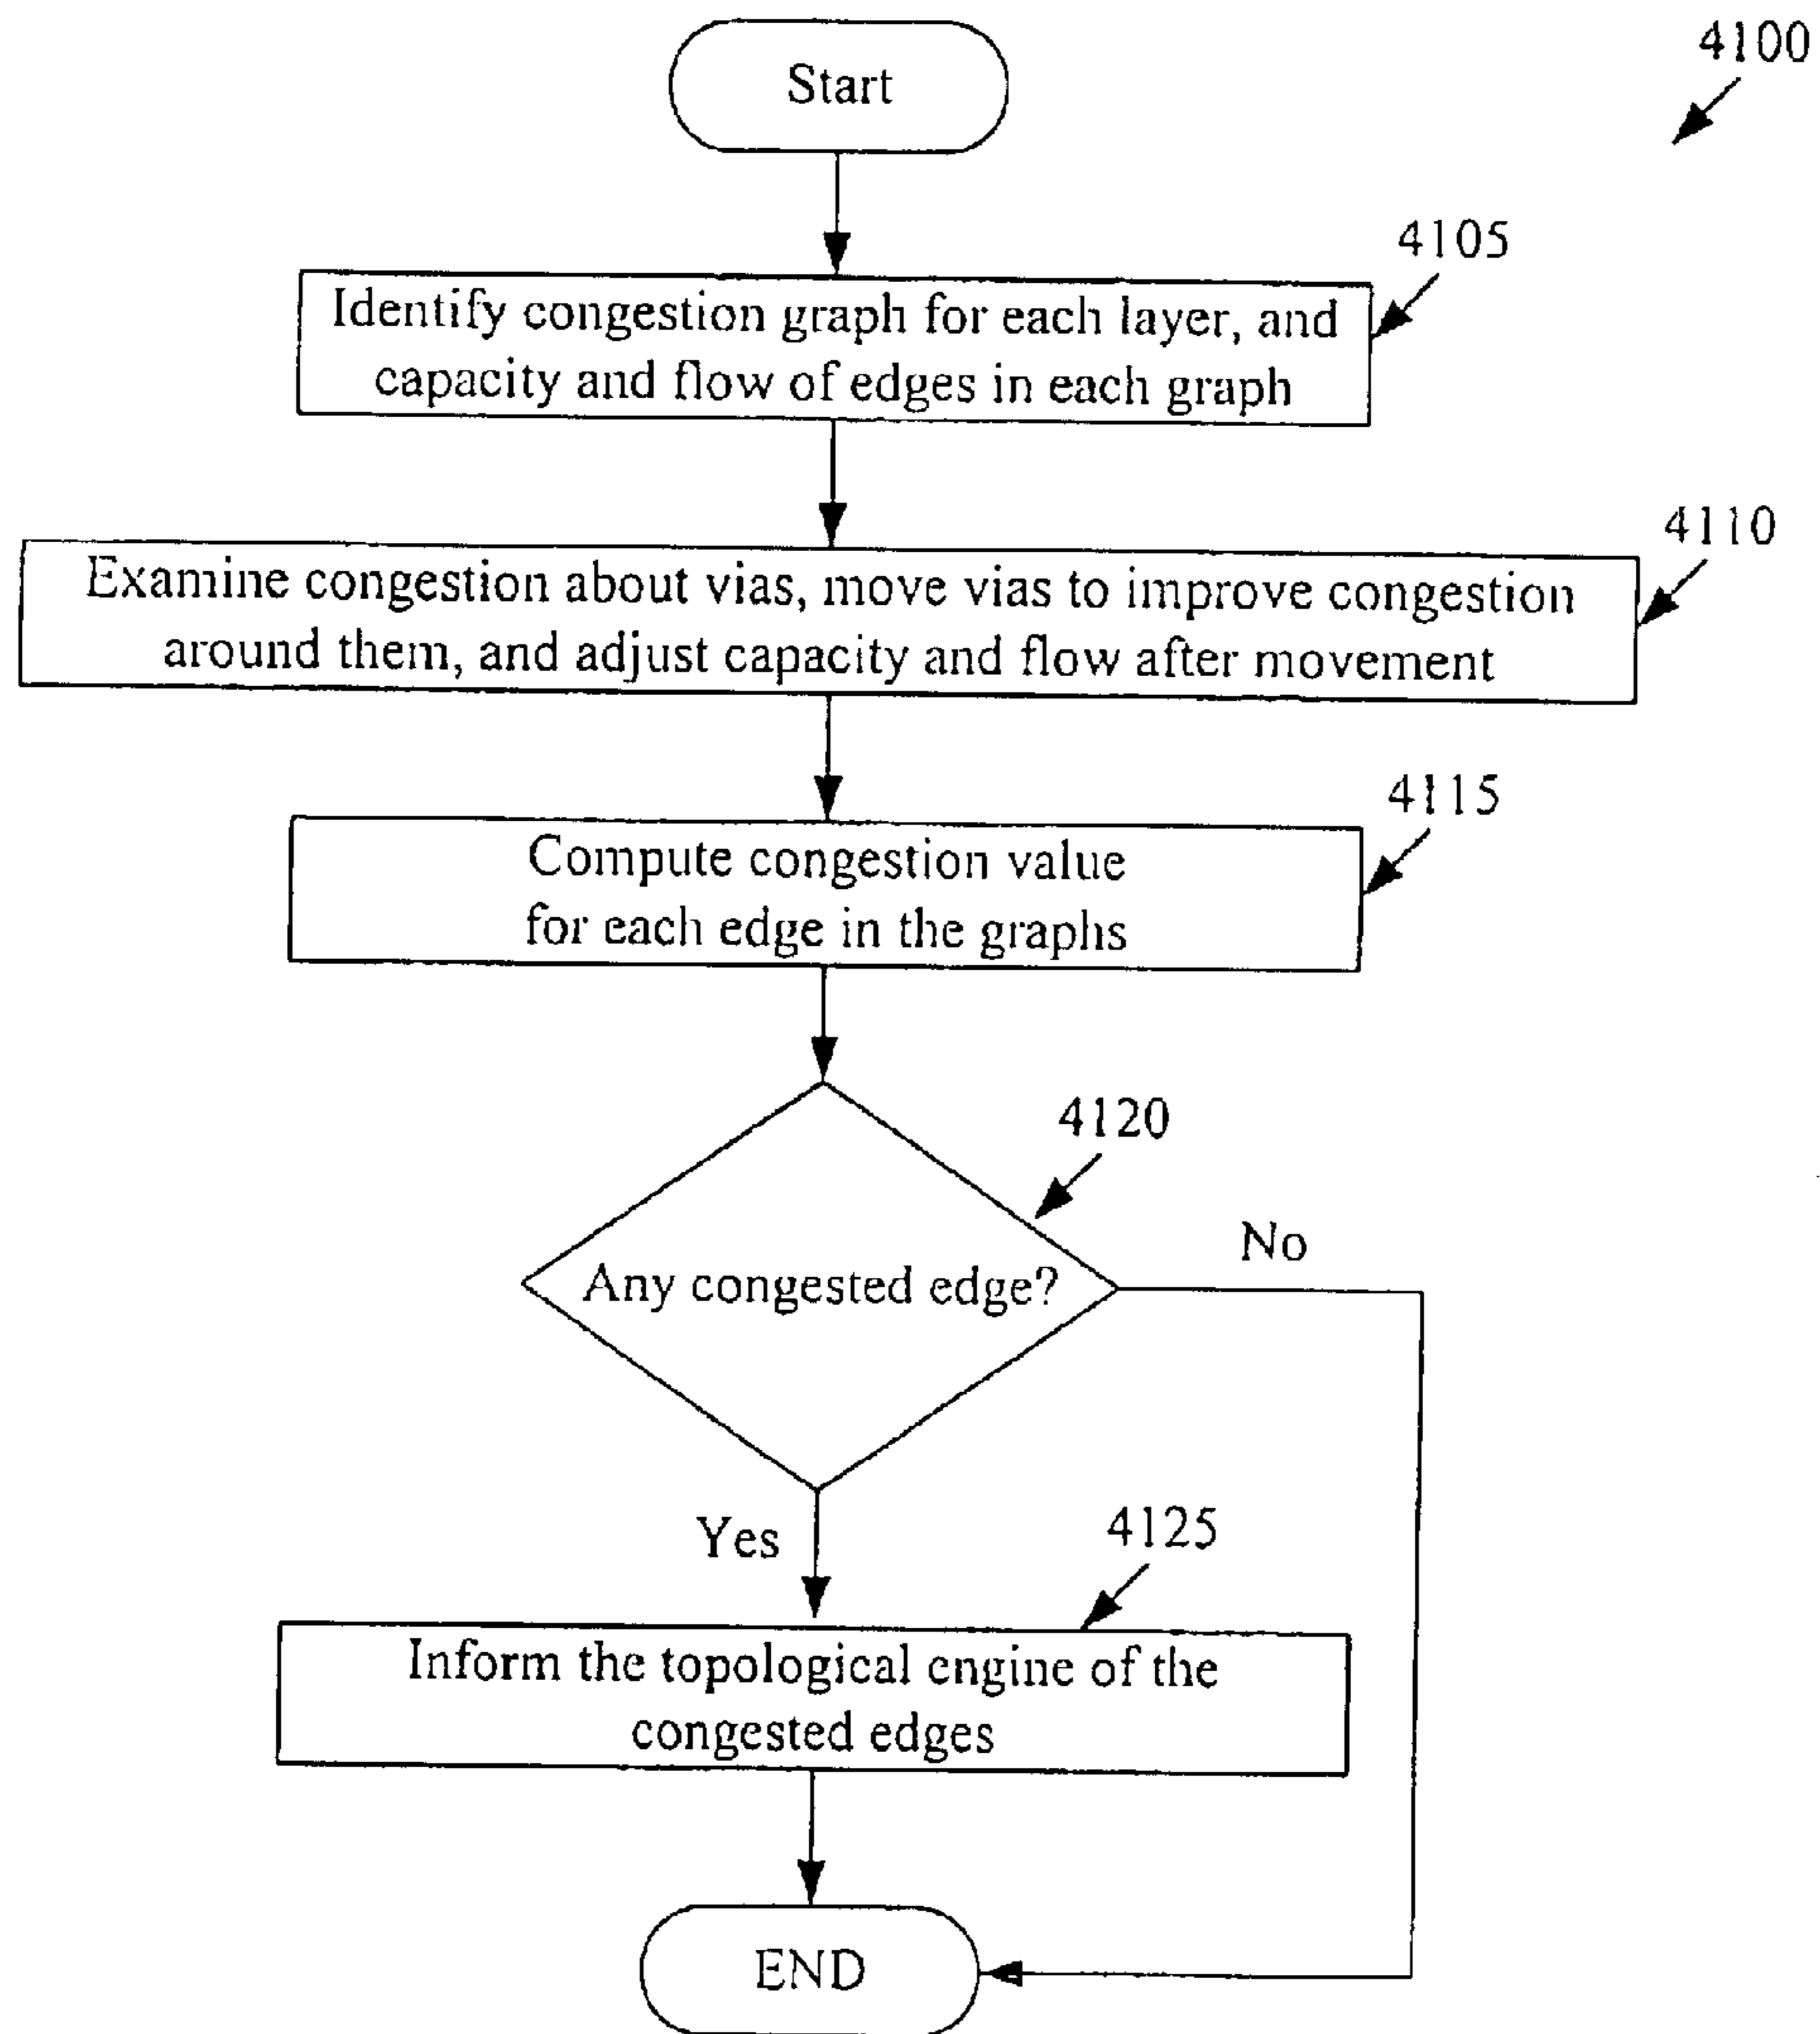 Start
4100
4105
Identify congestion graph for each layer, and
capacity and flow of edges in each graph
4110
Examine congestion about vias, move vias to improve congestion
around them, and adjust capacity and flow after movement
4115
Compute congestion value
for each edge in the graphs
4120
No
Any congested edge?
Yes
4125
Inform the topological engine of the
congested edges
END